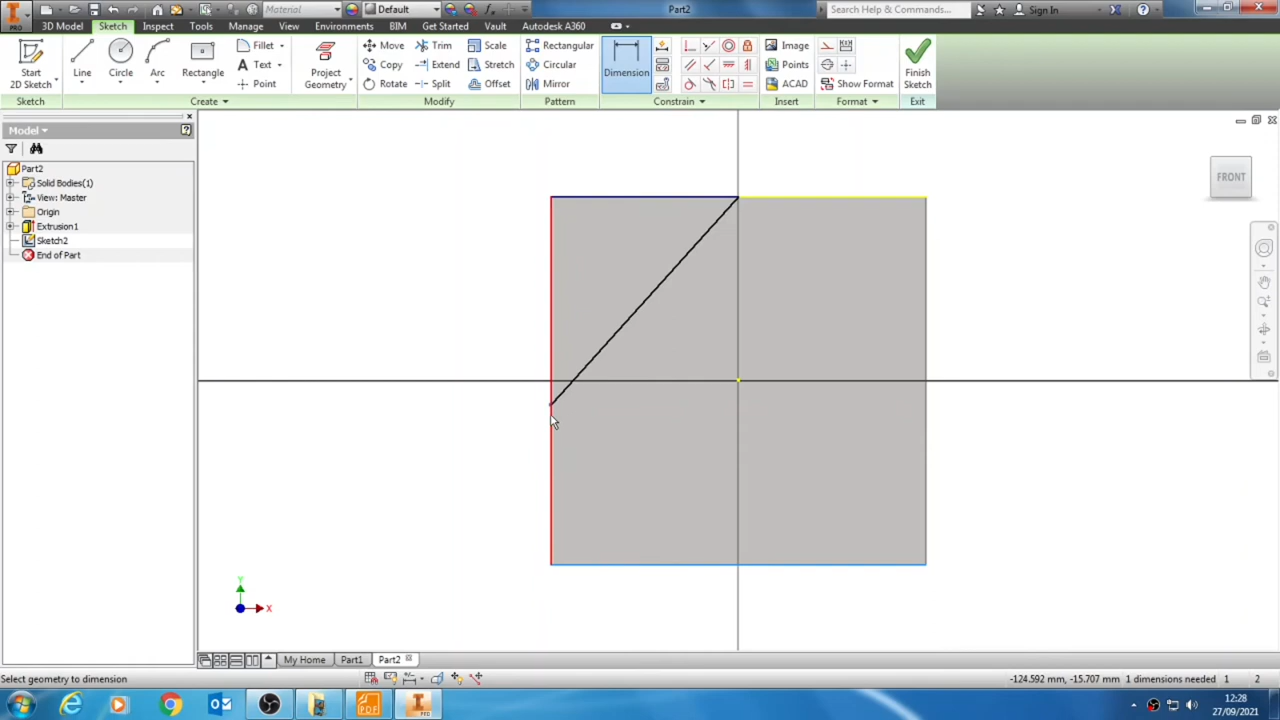 Material
Default
Part2
Search Help & Commands...
Sign In
PRO
3D Model
Sketch
Inspect
Tools
Manage
View
Environments
BIM
Get Started
Vault
Autodesk A360
Start
2D Sketch
Line
Circle
Arc
Rectangle
Fillet
Text
Point
Project
Geometry
Move
Copy
Rotate
Trim
Extend
Split
Scale
Stretch
Offset
Rectangular
Circular
Mirror
Dimension
Image
Points
ACAD
Show Format
Finish
Sketch
Sketch
Create
Modify
Pattern
Constrain
Insert
Format
Exit
Model
Part2
Solid Bodies(1)
View: Master
Origin
Extrusion1
Sketch2
End of Part
FRONT
Y
X
My Home
Part1
Part2
Select geometry to dimension
-124.592 mm, -15.707 mm
1 dimensions needed
1
2
PDF
PRO
12:28
27/09/2021